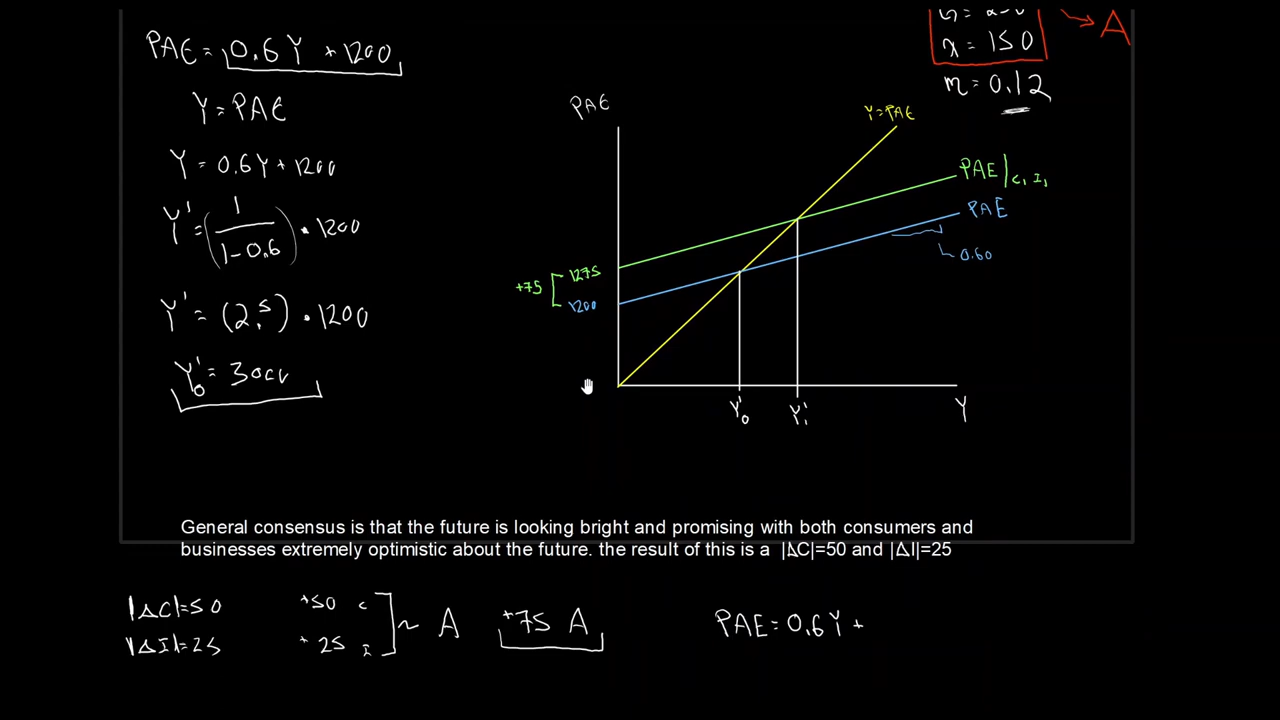 PAE = 0.6Y + 1200
Y = PAE
Y = 0.6Y + 1200
Y' = (1 / 1-0.6) • 1200
Y' = (2.5) • 1200
Y'₀ = 3000
x = 150
A
m = 0.12
PAE
Y=PAE
PAE|C, I,
PAE
0.60
+75
1275
1200
Y'₀
Y'₁
Y
General consensus is that the future is looking bright and promising with both consumers and
businesses extremely optimistic about the future. the result of this is a |ΔC|=50 and |ΔI|=25
|ΔC|=50 +50 C
|ΔI|=25 +25 I
~ A
+75 A
PAE = 0.6Y +